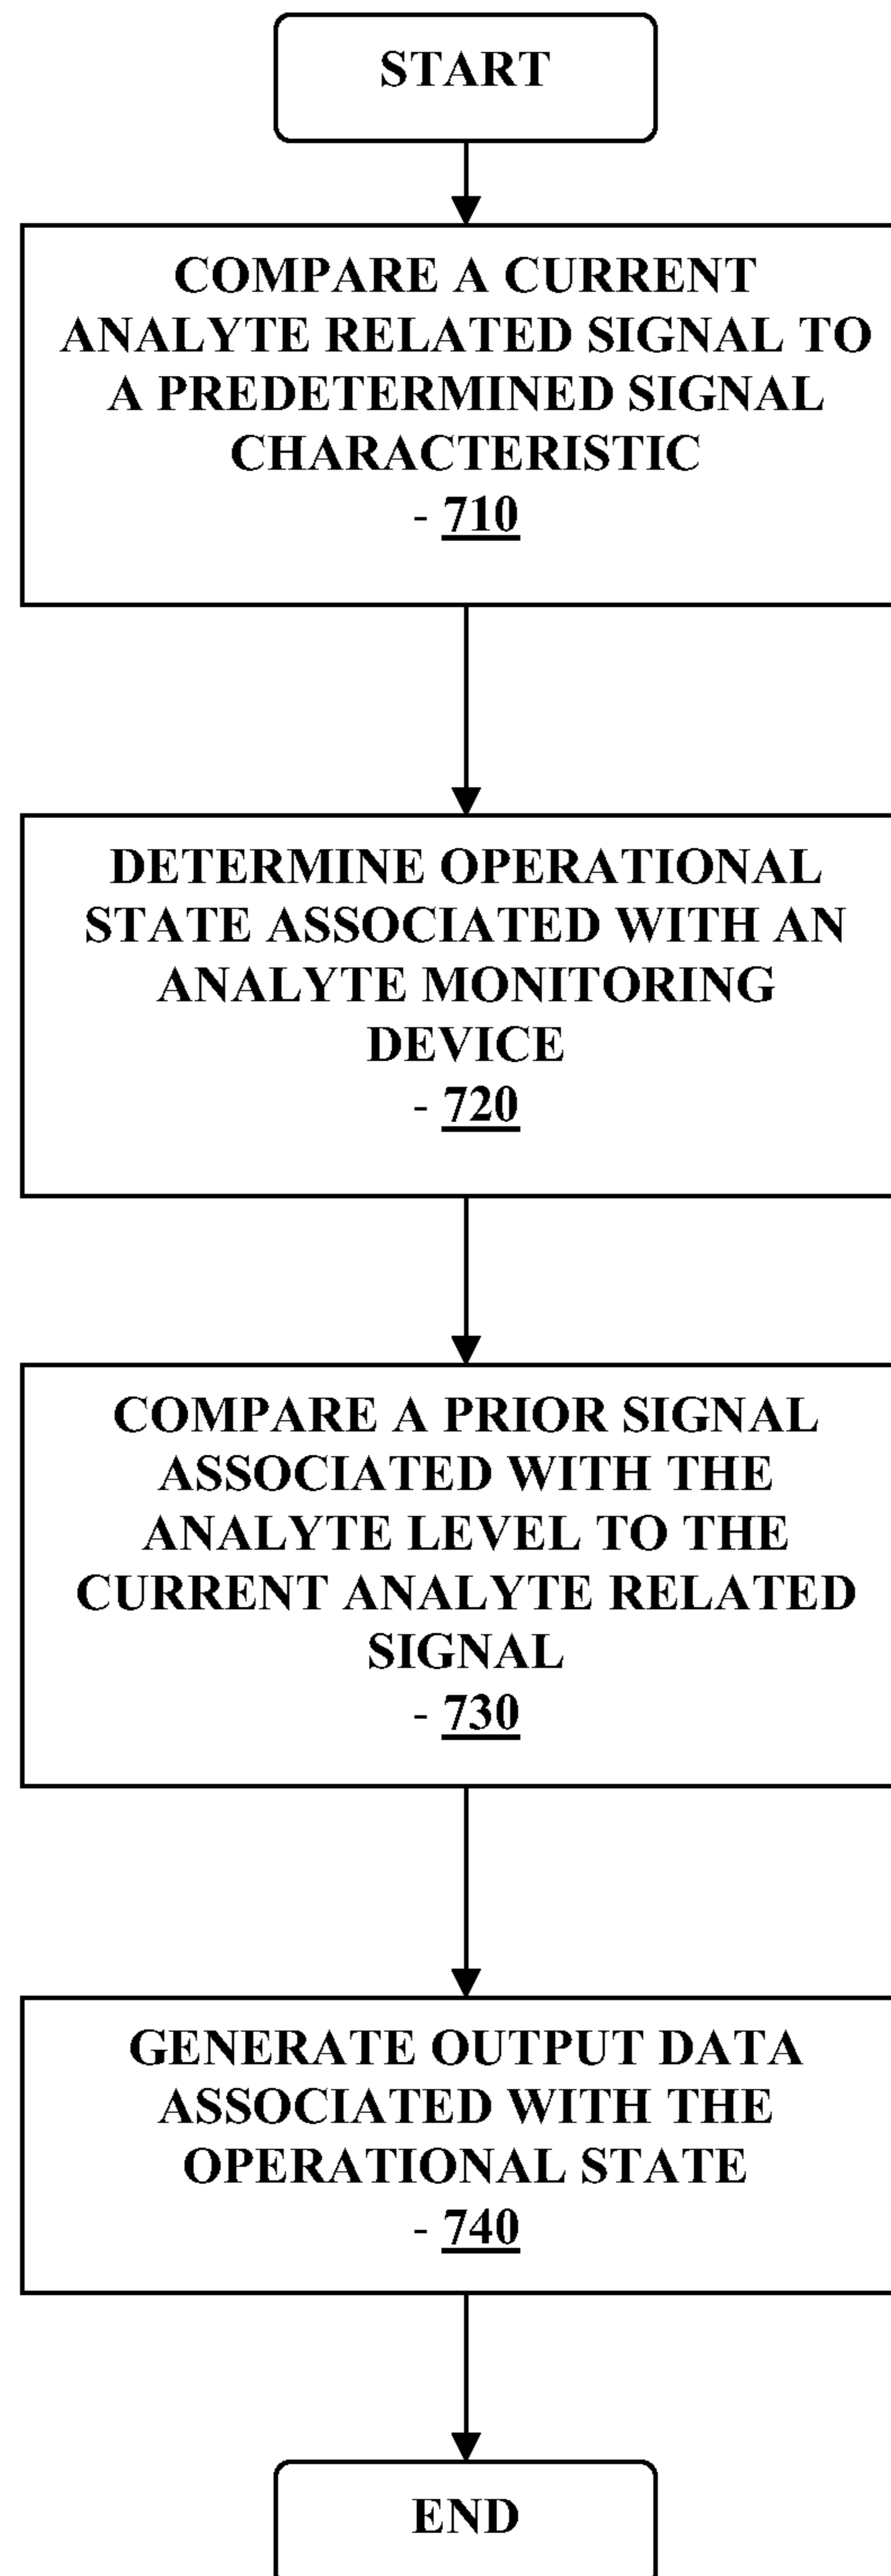 START
COMPARE A CURRENT
ANALYTE RELATED SIGNAL TO
A PREDETERMINED SIGNAL
CHARACTERISTIC
- 710
DETERMINE OPERATIONAL
STATE ASSOCIATED WITH AN
ANALYTE MONITORING
DEVICE
- 720
COMPARE A PRIOR SIGNAL
ASSOCIATED WITH THE
ANALYTE LEVEL TO THE
CURRENT ANALYTE RELATED
SIGNAL
- 730
GENERATE OUTPUT DATA
ASSOCIATED WITH THE
OPERATIONAL STATE
- 740
END